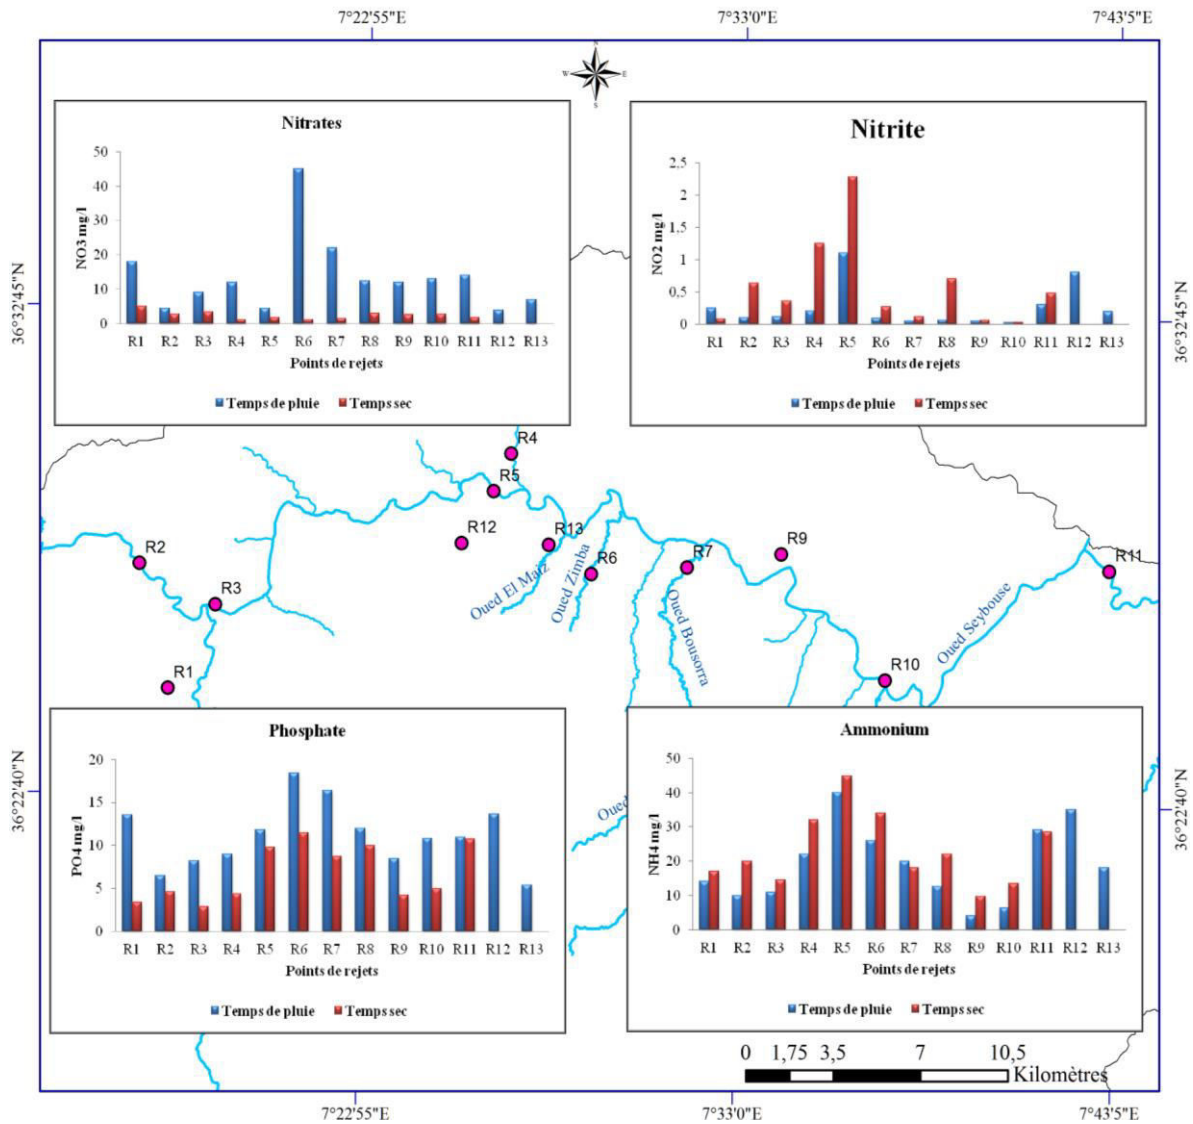 7°22'55"E 7°33'0"E 7°43'5"E
N
W E
S
36°32'45"N
36°32'45"N
Nitrates
50
40
30
20
10
0
NO3 mg/l
R1 R2 R3 R4 R5 R6 R7 R8 R9 R10 R11 R12 R13
Points de rejets
Temps de pluie Temps sec
Nitrite
2,5
2
1,5
1
0,5
0
NO2 mg/l
R1 R2 R3 R4 R5 R6 R7 R8 R9 R10 R11 R12 R13
Points de rejets
Temps de pluie Temps sec
R4
R5
R12
R13
R2
R6
R7
R9
R11
R3
R1
R10
Oued El Maiz
Oued Zimba
Oued Bousorra
Oued Seybouse
Oued
36°22'40"N
36°22'40"N
Phosphate
20
15
10
5
0
PO4 mg/l
R1 R2 R3 R4 R5 R6 R7 R8 R9 R10 R11 R12 R13
Points de rejets
Temps de pluie Temps sec
Ammonium
50
40
30
20
10
0
NH4 mg/l
R1 R2 R3 R4 R5 R6 R7 R8 R9 R10 R11 R12 R13
Points de rejets
Temps de pluie Temps sec
0 1,75 3,5 7 10,5
Kilomètres
7°22'55"E 7°33'0"E 7°43'5"E